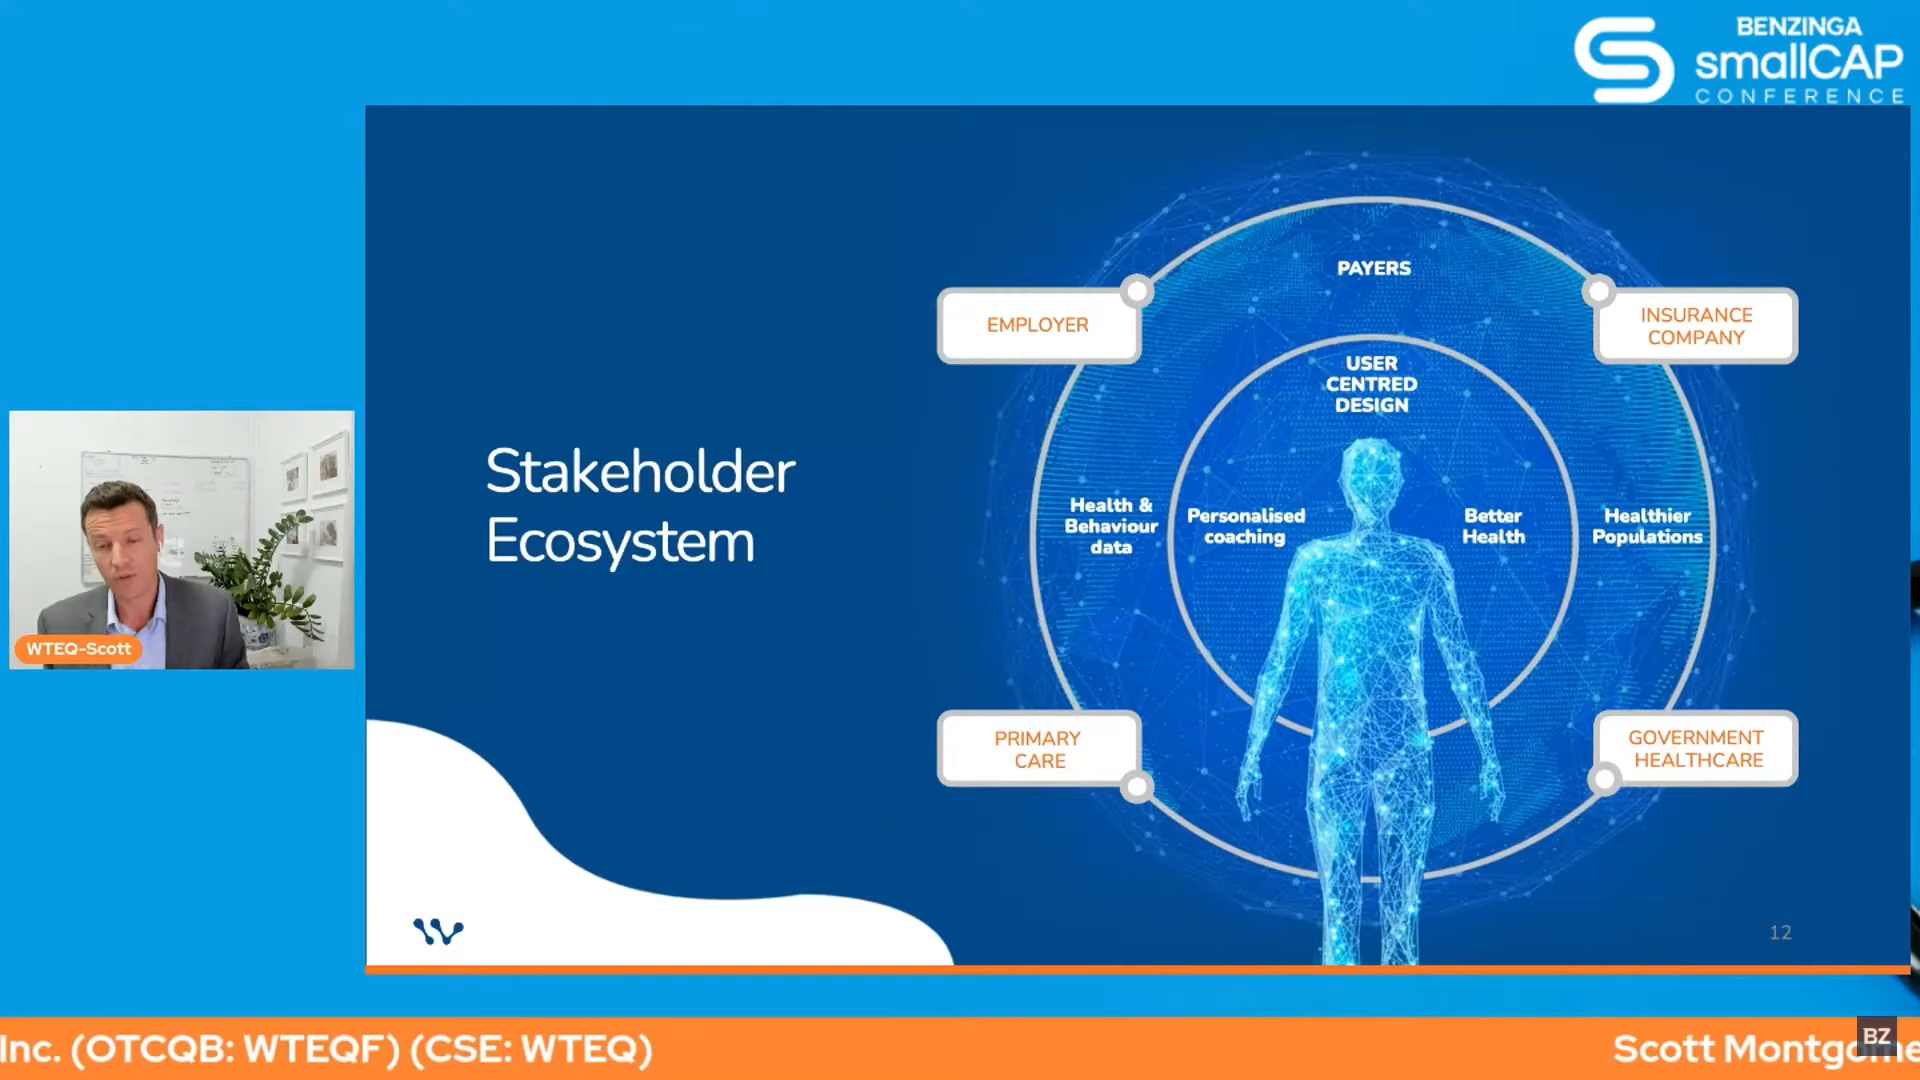 BENZINGA
smallCAP
CONFERENCE
Stakeholder
Ecosystem
PAYERS
EMPLOYER
INSURANCE
COMPANY
USER
CENTRED
DESIGN
Health &
Behaviour
data
Personalised
coaching
Better
Health
Healthier
Populations
PRIMARY
CARE
GOVERNMENT
HEALTHCARE
12
WTEQ-Scott
Inc. (OTCQB: WTEQF) (CSE: WTEQ)
Scott
BZ